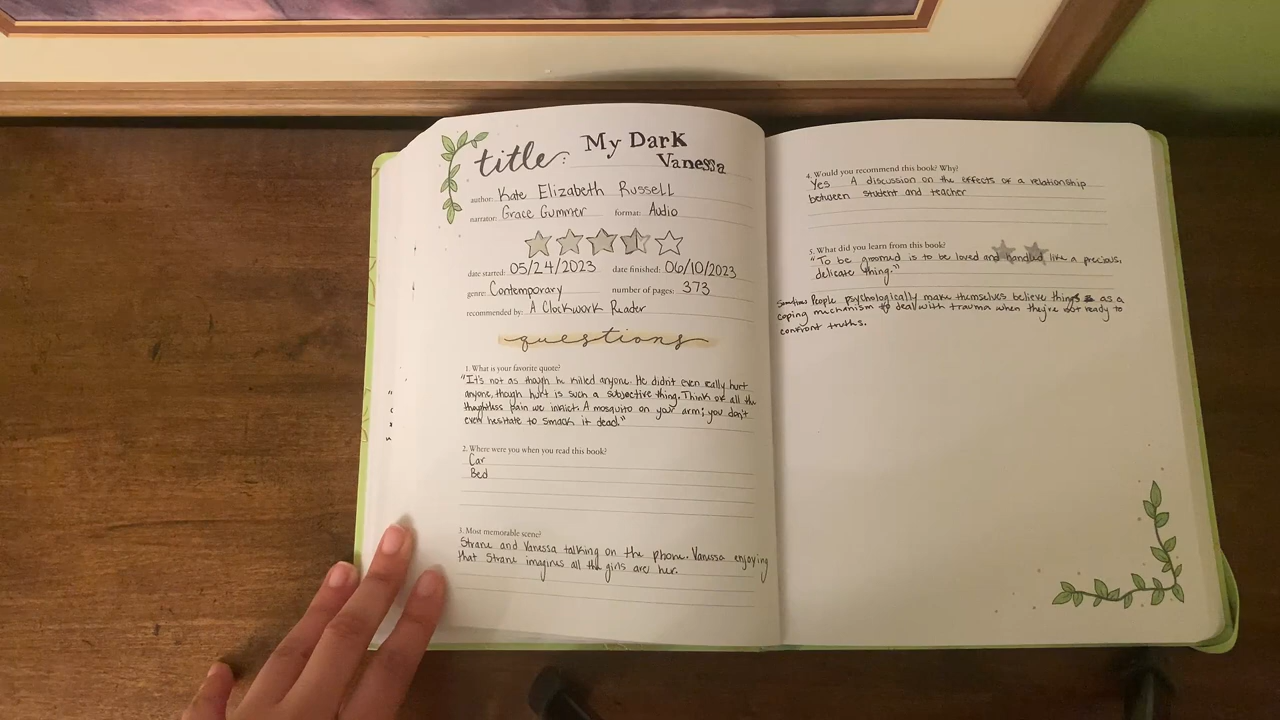 title: My Dark
Vanessa
author: Kate Elizabeth Russell
narrator: Grace Gummer format: Audio
date started: 05/24/2023 date finished: 06/10/2023
genre: Contemporary number of pages: 373
recommended by: A Clockwork Reader
questions
1. What is your favorite quote?
"It's not as though he killed anyone. He didn't even really hurt
anyone, though hurt is such a subjective thing. Think of all the
thoughtless pain we inflict. A mosquito on your arm; you don't
even hesitate to smack it dead."
2. Where were you when you read this book?
Car
Bed
3. Most memorable scene?
Strane and Vanessa talking on the phone. Vanessa enjoying
that Strane imagines all the girls are her.
4. Would you recommend this book? Why?
Yes A discussion on the effects of a relationship
between student and teacher
5. What did you learn from this book?
"To be groomed is to be loved and handled like a precious,
delicate thing."
Sometimes People psychologically make themselves believe things as a
coping mechanism to deal with trauma when they're not ready to
confront truths.